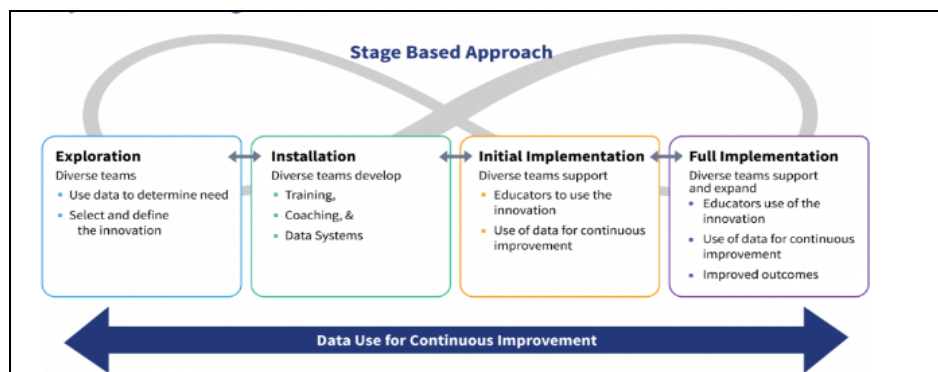 Stage Based Approach
Exploration
Diverse teams
▪ Use data to determine need
▪ Select and define
the innovation
Installation
Diverse teams develop
▪ Training,
▪ Coaching, &
▪ Data Systems
Initial Implementation
Diverse teams support
▪ Educators to use the
innovation
▪ Use of data for continuous
improvement
Full Implementation
Diverse teams support
and expand
▪ Educators use of the
innovation
▪ Use of data for continuous
improvement
▪ Improved outcomes
Data Use for Continuous Improvement